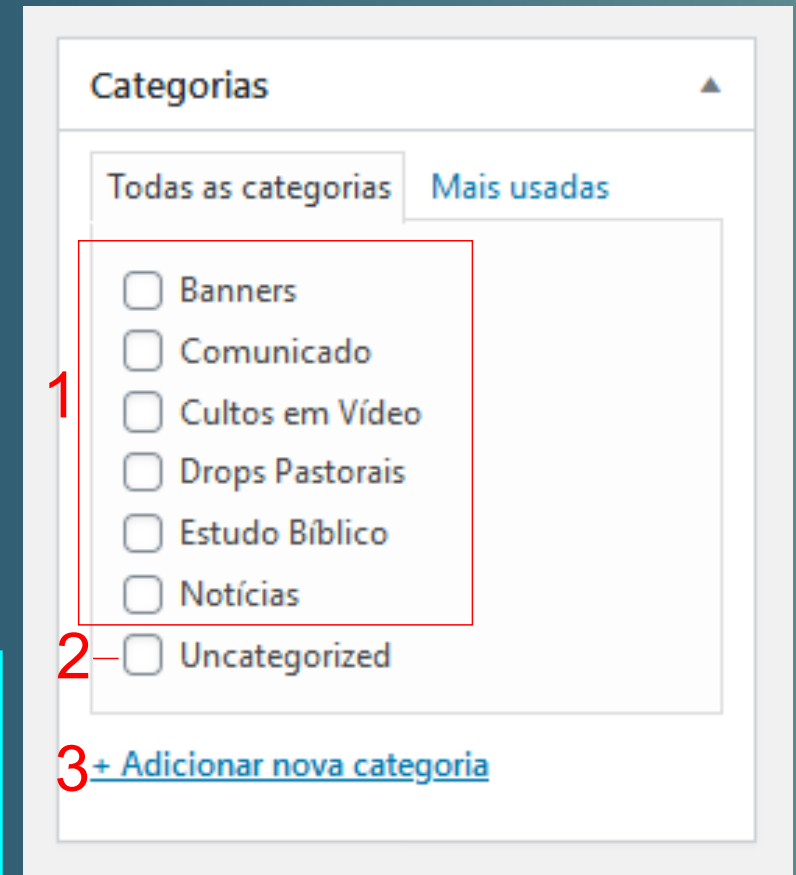 Categorias
Todas as categorias Mais usadas
Banners
Comunicado
1 Cultos em Vídeo
Drops Pastorais
Estudo Bíblico
Notícias
2 Uncategorized
3 + Adicionar nova categoria